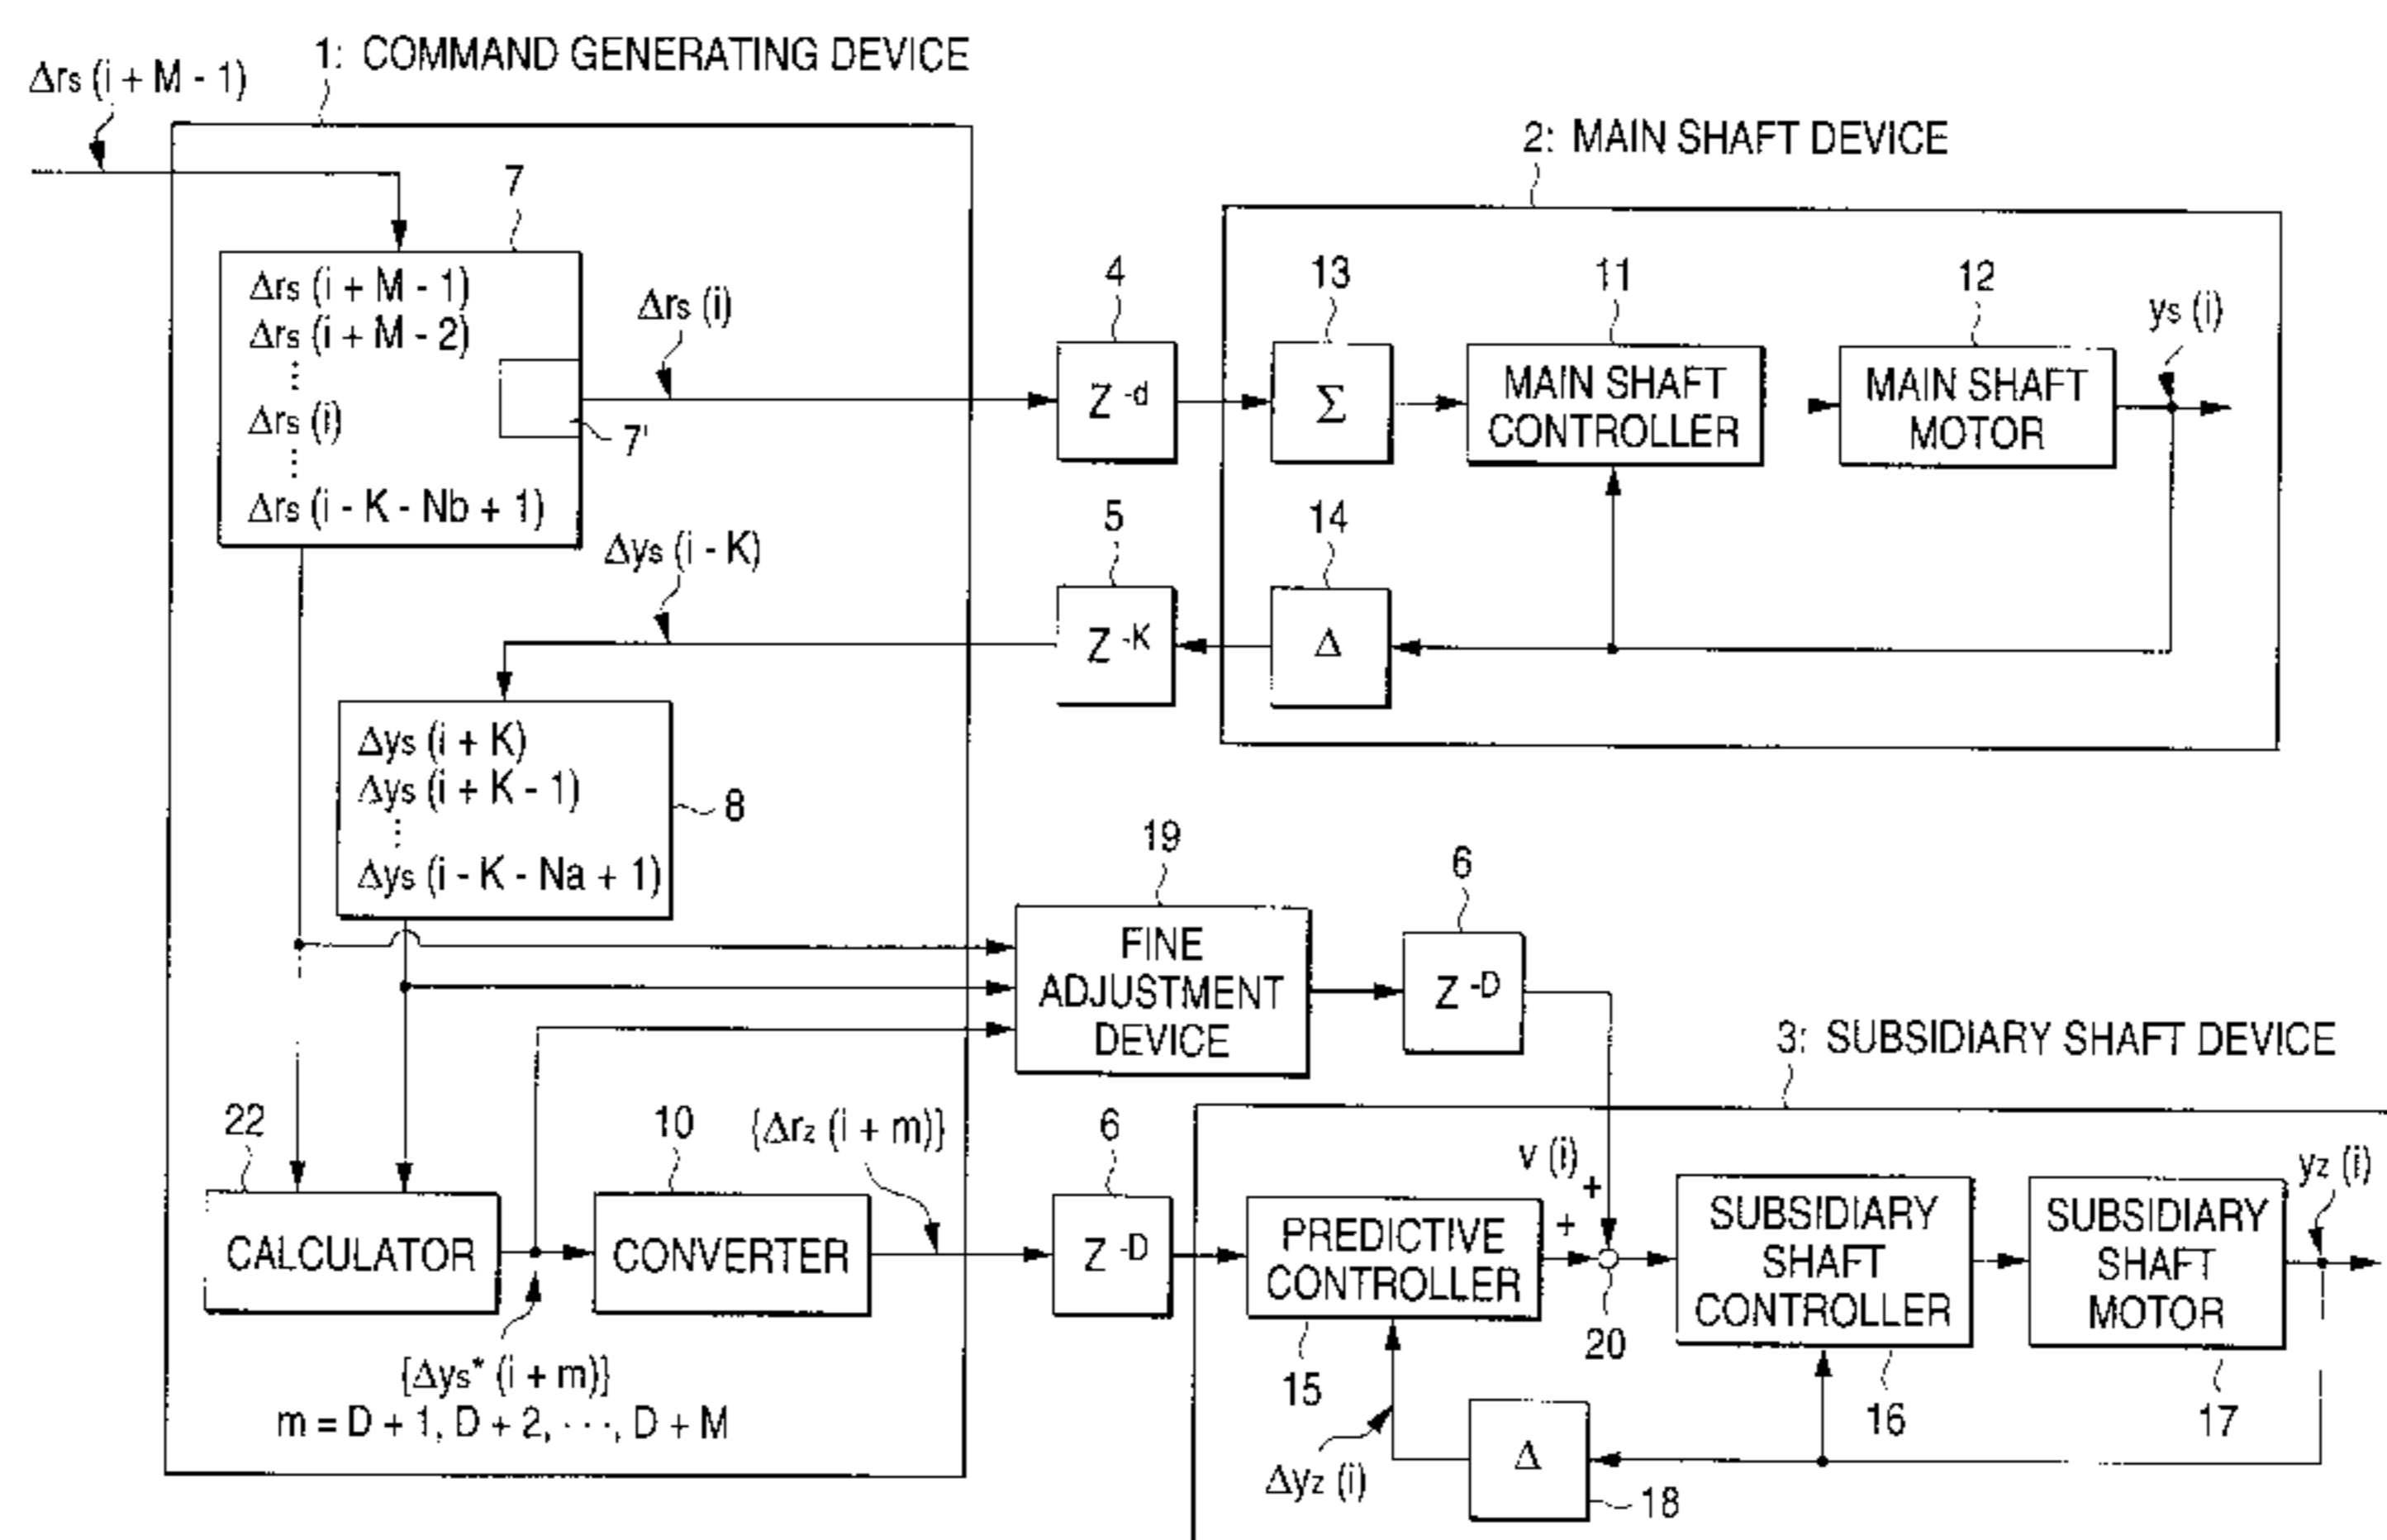 1: COMMAND GENERATING DEVICE
Δrs (i + M - 1)
2: MAIN SHAFT DEVICE
7
Δrs (i + M - 1)
Δrs (i + M - 2)
⋮
Δrs (i)
⋮
Δrs (i - K - Nb + 1)
7'
Δrs (i)
4
Z -d
13
Σ
11
MAIN SHAFT
CONTROLLER
12
MAIN SHAFT
MOTOR
ys (i)
Δys (i - K)
5
Z -K
14
Δ
Δys (i + K)
Δys (i + K - 1)
⋮
Δys (i - K - Na + 1)
8
19
FINE
ADJUSTMENT
DEVICE
6
Z -D
3: SUBSIDIARY SHAFT DEVICE
22
CALCULATOR
10
CONVERTER
{Δrz (i + m)}
6
Z -D
{Δys* (i + m)}
m = D + 1, D + 2, ···, D + M
PREDICTIVE
CONTROLLER
15
v (i)
+
+
20
SUBSIDIARY
SHAFT
CONTROLLER
16
SUBSIDIARY
SHAFT
MOTOR
17
yz (i)
Δyz (i)
Δ
18